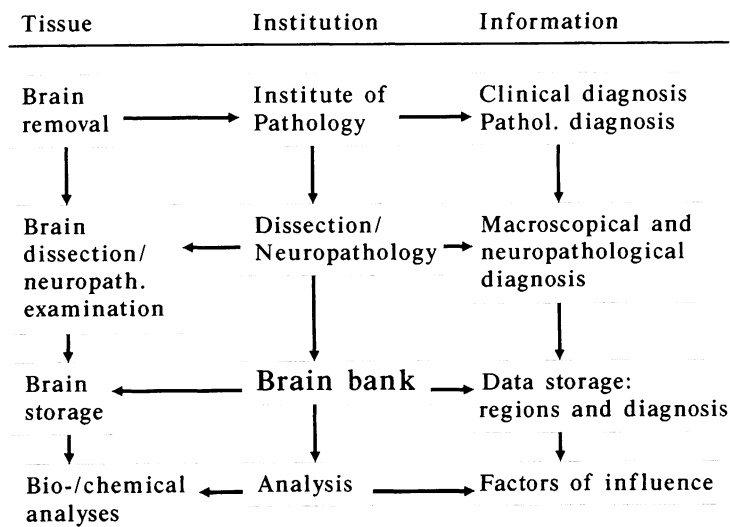 Tissue Institution Information
Brain removal
Institute of Pathology
Clinical diagnosis Pathol. diagnosis
Brain dissection/ neuropath. examination
Dissection/ Neuropathology
Macroscopical and neuropathological diagnosis
Brain storage
Brain bank
Data storage: regions and diagnosis
Bio-/chemical analyses
Analysis
Factors of influence